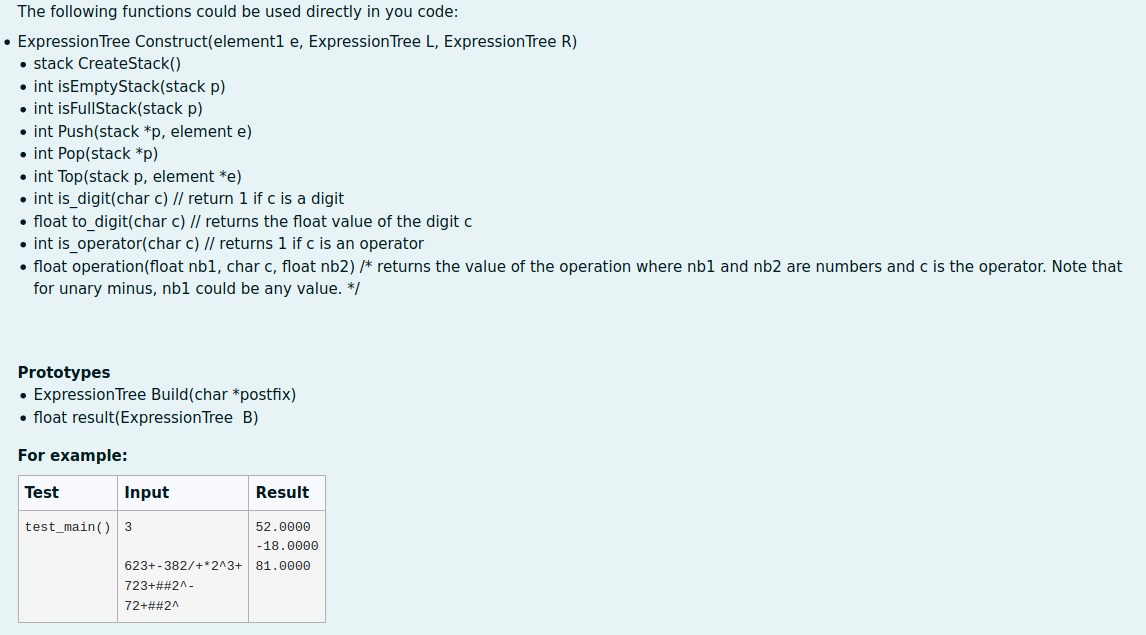 The following functions could be used directly in you code:
• ExpressionTree Construct(element1 e, ExpressionTree L, ExpressionTree R)
• stack CreateStack()
• int isEmptyStack(stack p)
• int isFullStack(stack p)
• int Push(stack *p, element e)
• int Pop(stack *p)
• int Top(stack p, element *e)
• int is_digit(char c) // return 1 if c is a digit
• float to_digit(char c) // returns the float value of the digit c
• int is_operator(char c) // returns 1 if c is an operator
• float operation(float nb1, char c, float nb2) /* returns the value of the operation where nb1 and nb2 are numbers and c is the operator. Note that
for unary minus, nb1 could be any value. */
Prototypes
• ExpressionTree Build(char *postfix)
• float result(ExpressionTree  B)
For example:
Test Input Result
test_main() 3 52.0000
-18.0000
623+-382/+*2^3+ 81.0000
723+##2^-
72+##2^